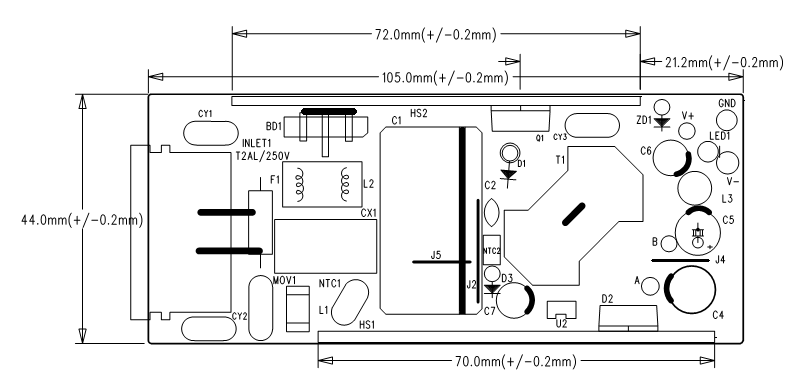 72.0mm(+/-0.2mm)
21.2mm(+/-0.2mm)
105.0mm(+/-0.2mm)
CY1
HS2
GND
BD1
C1
Q1
CY3
ZD1
V+
LED1
INLET1
T2AL/250V
D1
T1
C6
F1
L2
C2
V-
L3
CX1
C5
44.0mm(+/-0.2mm)
B
+
NTC2
J5
J4
MOV1
NTC1
J2
D3
A
L1
C7
D2
CY2
HS1
U2
C4
70.0mm(+/-0.2mm)